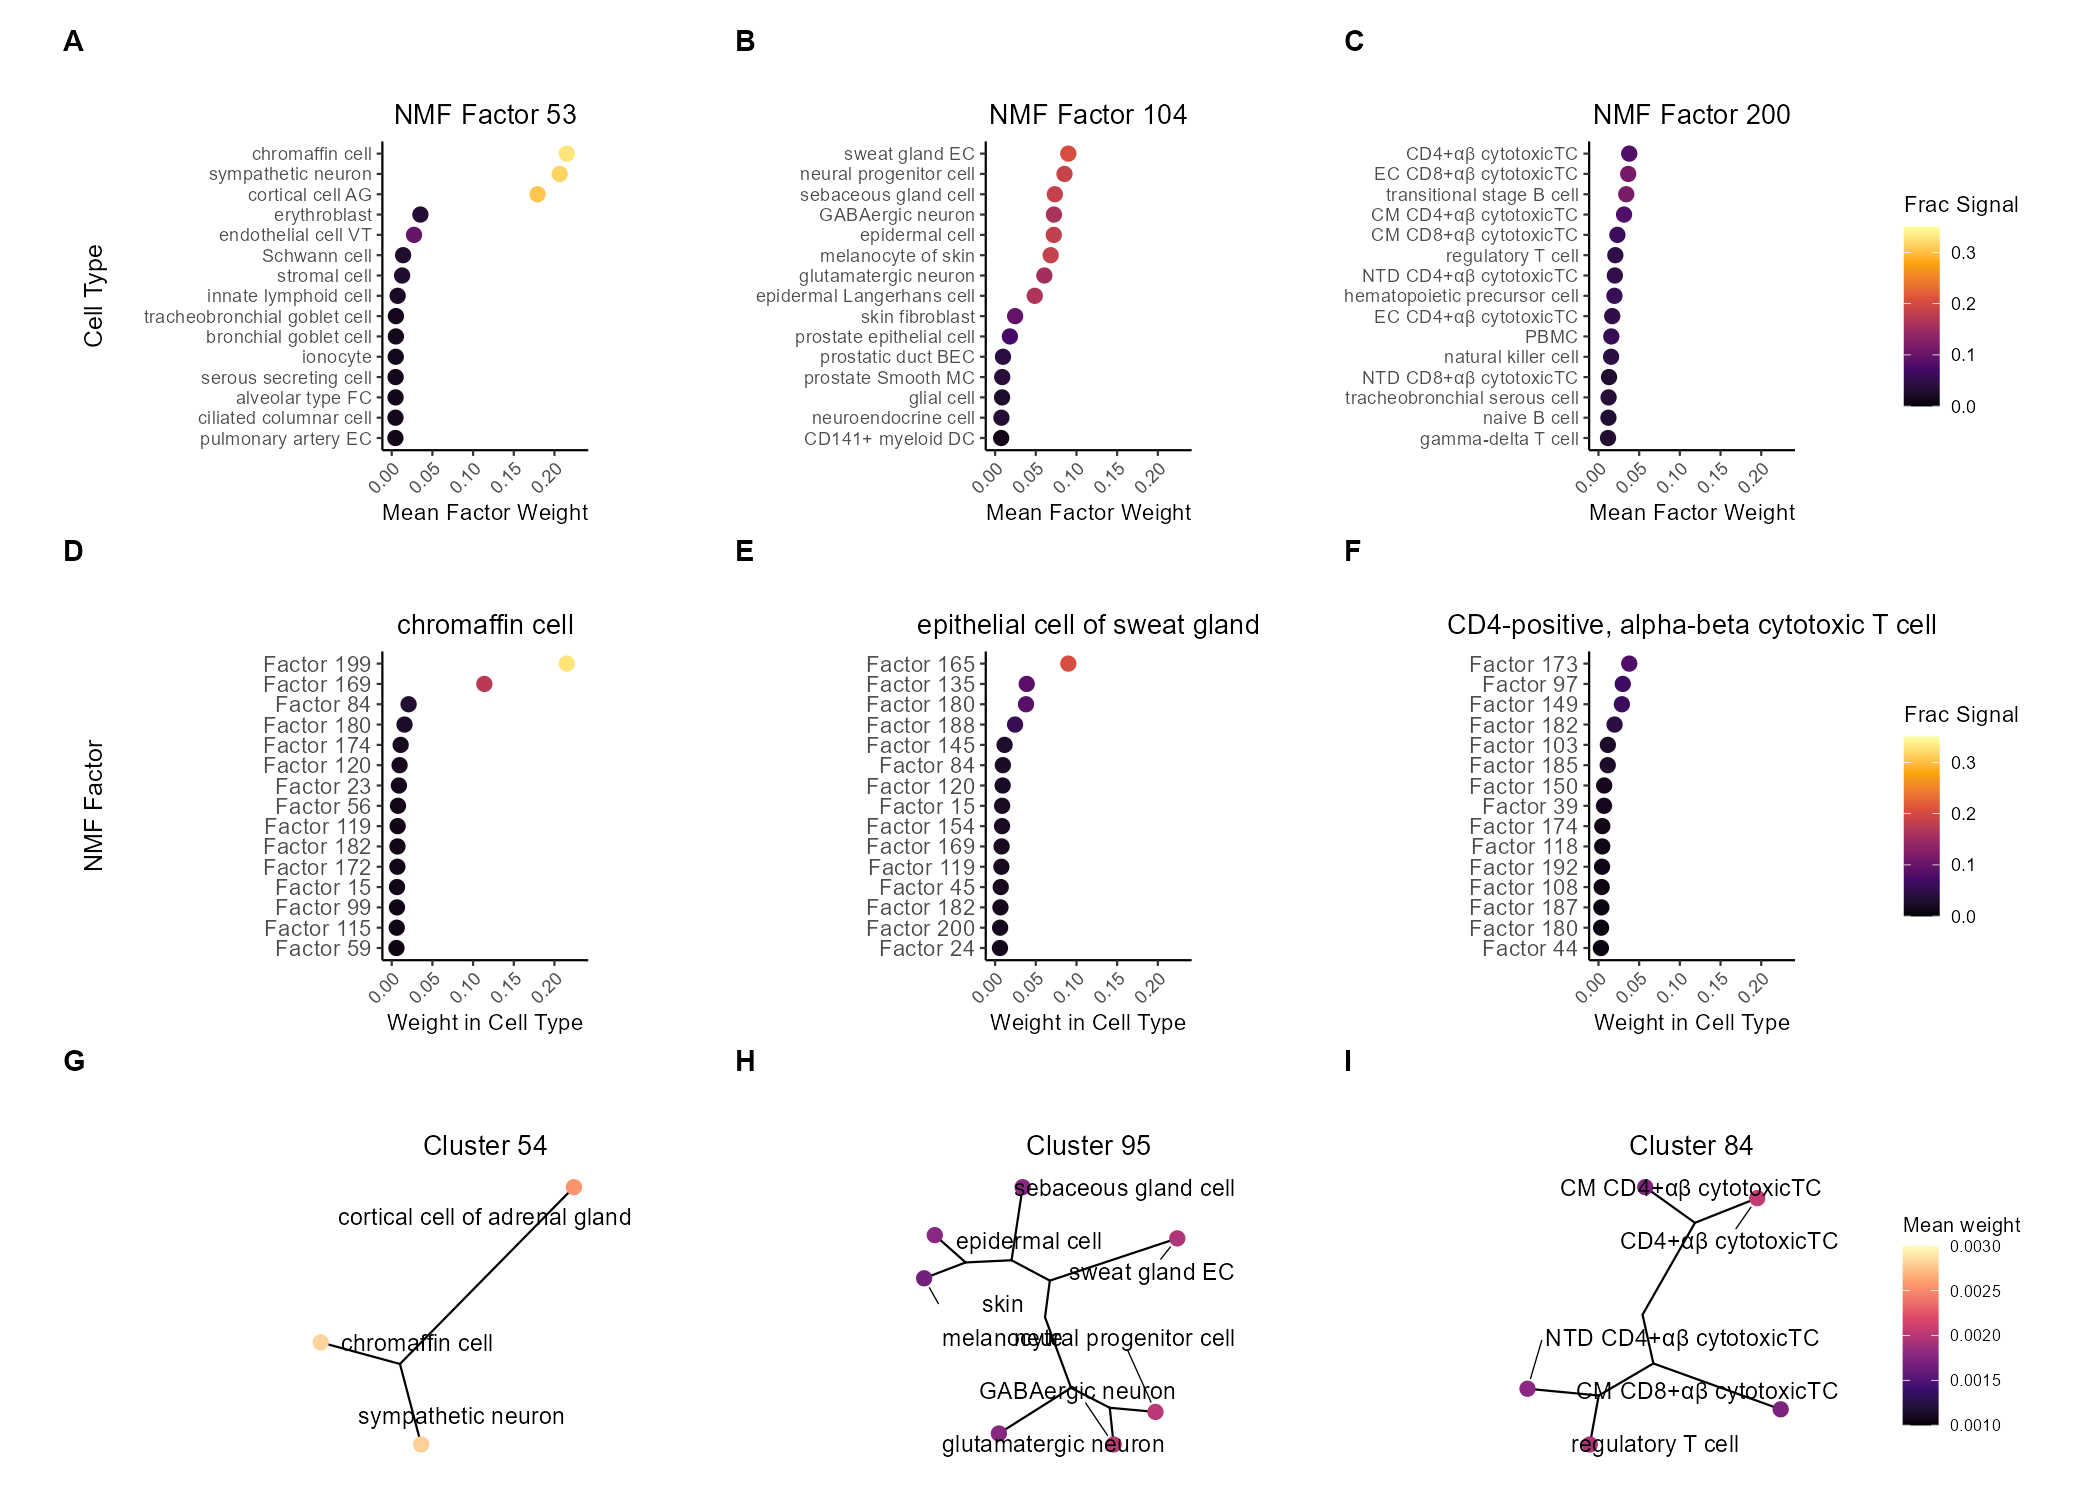 A
B
C
NMF Factor 53
NMF Factor 104
NMF Factor 200
Cell Type
chromaffin cell
sympathetic neuron
cortical cell AG
erythroblast
endothelial cell VT
Schwann cell
stromal cell
innate lymphoid cell
tracheobronchial goblet cell
bronchial goblet cell
ionocyte
serous secreting cell
alveolar type FC
ciliated columnar cell
pulmonary artery EC
0.00 0.05 0.10 0.15 0.20
Mean Factor Weight
sweat gland EC
neural progenitor cell
sebaceous gland cell
GABAergic neuron
epidermal cell
melanocyte of skin
glutamatergic neuron
epidermal Langerhans cell
skin fibroblast
prostate epithelial cell
prostatic duct BEC
prostate Smooth MC
glial cell
neuroendocrine cell
CD141+ myeloid DC
0.00 0.05 0.10 0.15 0.20
Mean Factor Weight
CD4+αβ cytotoxicTC
EC CD8+αβ cytotoxicTC
transitional stage B cell
CM CD4+αβ cytotoxicTC
CM CD8+αβ cytotoxicTC
regulatory T cell
NTD CD4+αβ cytotoxicTC
hematopoietic precursor cell
EC CD4+αβ cytotoxicTC
PBMC
natural killer cell
NTD CD8+αβ cytotoxicTC
tracheobronchial serous cell
naive B cell
gamma-delta T cell
0.00 0.05 0.10 0.15 0.20
Mean Factor Weight
Frac Signal
0.3
0.2
0.1
0.0
D
E
F
chromaffin cell
epithelial cell of sweat gland
CD4-positive, alpha-beta cytotoxic T cell
NMF Factor
Factor 199
Factor 169
Factor 84
Factor 180
Factor 174
Factor 120
Factor 23
Factor 56
Factor 119
Factor 182
Factor 172
Factor 15
Factor 99
Factor 115
Factor 59
0.00 0.05 0.10 0.15 0.20
Weight in Cell Type
Factor 165
Factor 135
Factor 180
Factor 188
Factor 145
Factor 84
Factor 120
Factor 15
Factor 154
Factor 169
Factor 119
Factor 45
Factor 182
Factor 200
Factor 24
0.00 0.05 0.10 0.15 0.20
Weight in Cell Type
Factor 173
Factor 97
Factor 149
Factor 182
Factor 103
Factor 185
Factor 150
Factor 39
Factor 174
Factor 118
Factor 192
Factor 108
Factor 187
Factor 180
Factor 44
0.00 0.05 0.10 0.15 0.20
Weight in Cell Type
Frac Signal
0.3
0.2
0.1
0.0
G
H
I
Cluster 54
cortical cell of adrenal gland
chromaffin cell
sympathetic neuron
Cluster 95
sebaceous gland cell
epidermal cell
sweat gland EC
skin
melanocyte
neural progenitor cell
GABAergic neuron
glutamatergic neuron
Cluster 84
CM CD4+αβ cytotoxicTC
CD4+αβ cytotoxicTC
NTD CD4+αβ cytotoxicTC
CM CD8+αβ cytotoxicTC
regulatory T cell
Mean weight
0.0030
0.0025
0.0020
0.0015
0.0010